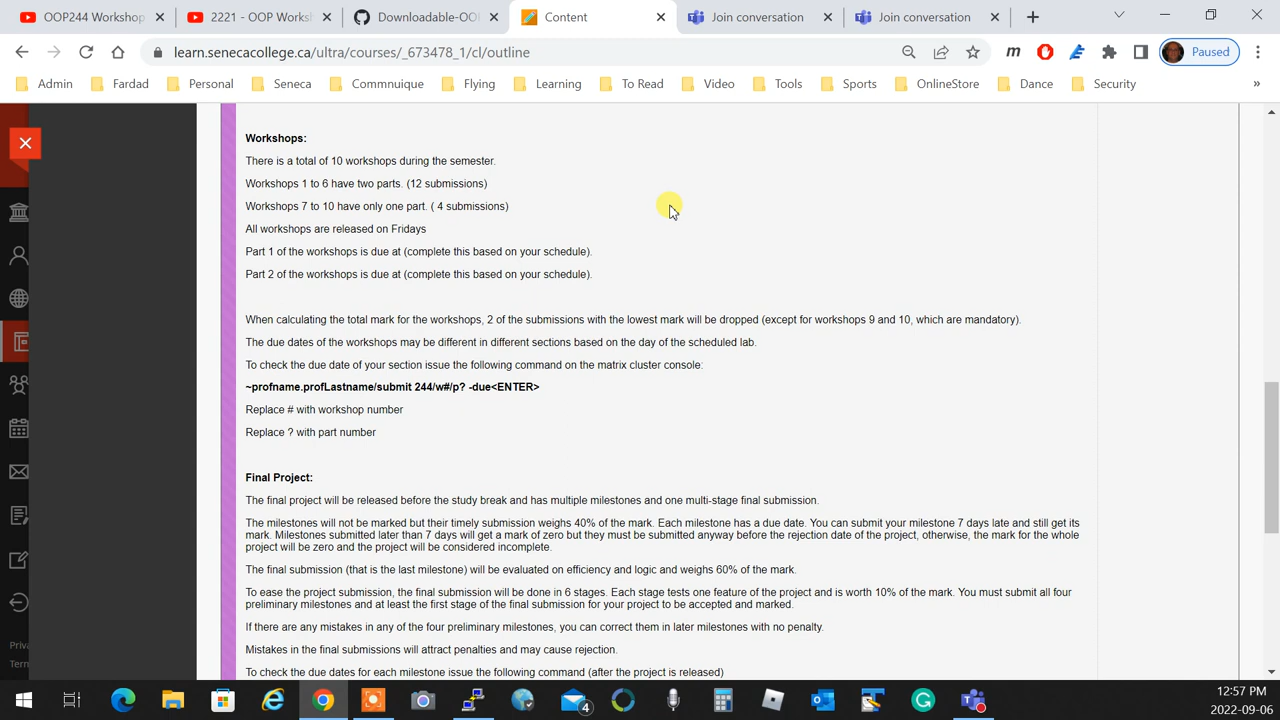 OOP244 Workshop
2221 - OOP Works
Downloadable-OO
Content
Join conversation
Join conversation
learn.senecacollege.ca/ultra/courses/_673478_1/cl/outline
Paused
Admin
Fardad
Personal
Seneca
Commnuique
Flying
Learning
To Read
Video
Tools
Sports
OnlineStore
Dance
Security
Workshops:
There is a total of 10 workshops during the semester.
Workshops 1 to 6 have two parts. (12 submissions)
Workshops 7 to 10 have only one part. ( 4 submissions)
All workshops are released on Fridays
Part 1 of the workshops is due at (complete this based on your schedule).
Part 2 of the workshops is due at (complete this based on your schedule).
When calculating the total mark for the workshops, 2 of the submissions with the lowest mark will be dropped (except for workshops 9 and 10, which are mandatory).
The due dates of the workshops may be different in different sections based on the day of the scheduled lab.
To check the due date of your section issue the following command on the matrix cluster console:
~profname.profLastname/submit 244/w#/p? -due<ENTER>
Replace # with workshop number
Replace ? with part number
Final Project:
The final project will be released before the study break and has multiple milestones and one multi-stage final submission.
The milestones will not be marked but their timely submission weighs 40% of the mark. Each milestone has a due date. You can submit your milestone 7 days late and still get its
mark. Milestones submitted later than 7 days will get a mark of zero but they must be submitted anyway before the rejection date of the project, otherwise, the mark for the whole
project will be zero and the project will be considered incomplete.
The final submission (that is the last milestone) will be evaluated on efficiency and logic and weighs 60% of the mark.
To ease the project submission, the final submission will be done in 6 stages. Each stage tests one feature of the project and is worth 10% of the mark. You must submit all four
preliminary milestones and at least the first stage of the final submission for your project to be accepted and marked.
If there are any mistakes in any of the four preliminary milestones, you can correct them in later milestones with no penalty.
Mistakes in the final submissions will attract penalties and may cause rejection.
To check the due dates for each milestone issue the following command (after the project is released)
Priva
Term
4
12:57 PM
2022-09-06